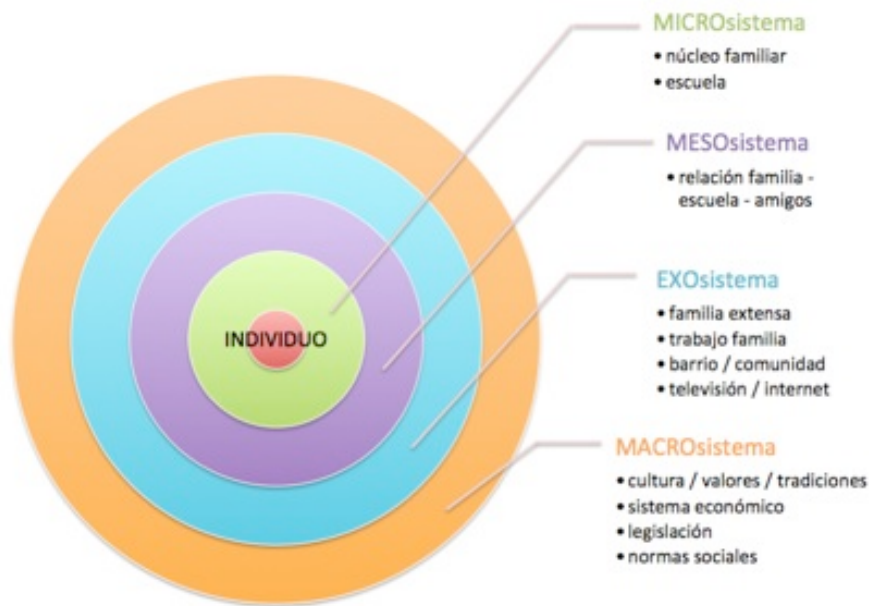 MICROsistema
• núcleo familiar
• escuela
MESOsistema
• relación familia -
escuela - amigos
INDIVIDUO
EXOsistema
• familia extensa
• trabajo familia
• barrio / comunidad
• televisión / internet
MACROsistema
• cultura / valores / tradiciones
• sistema económico
• legislación
• normas sociales